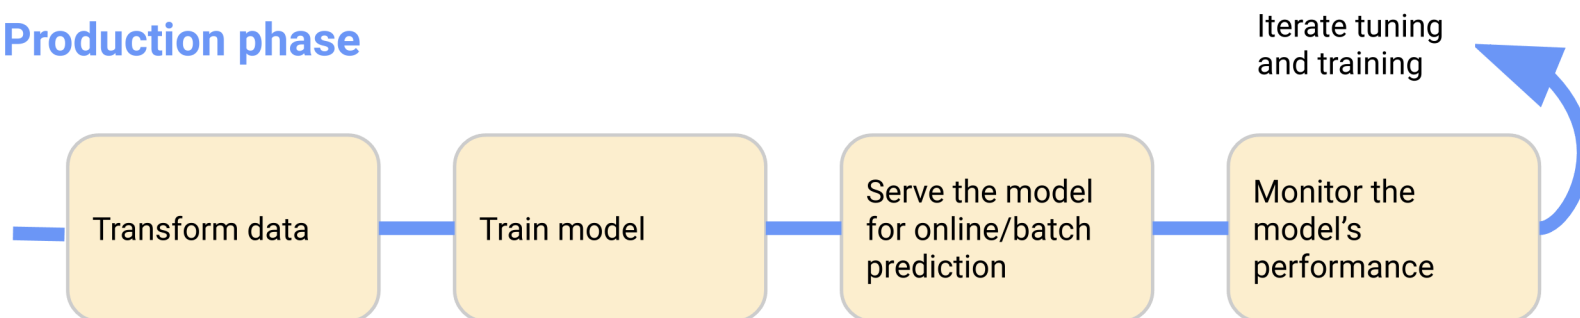 Production phase
Iterate tuning
and training
Transform data
Train model
Serve the model
for online/batch
prediction
Monitor the
model’s
performance